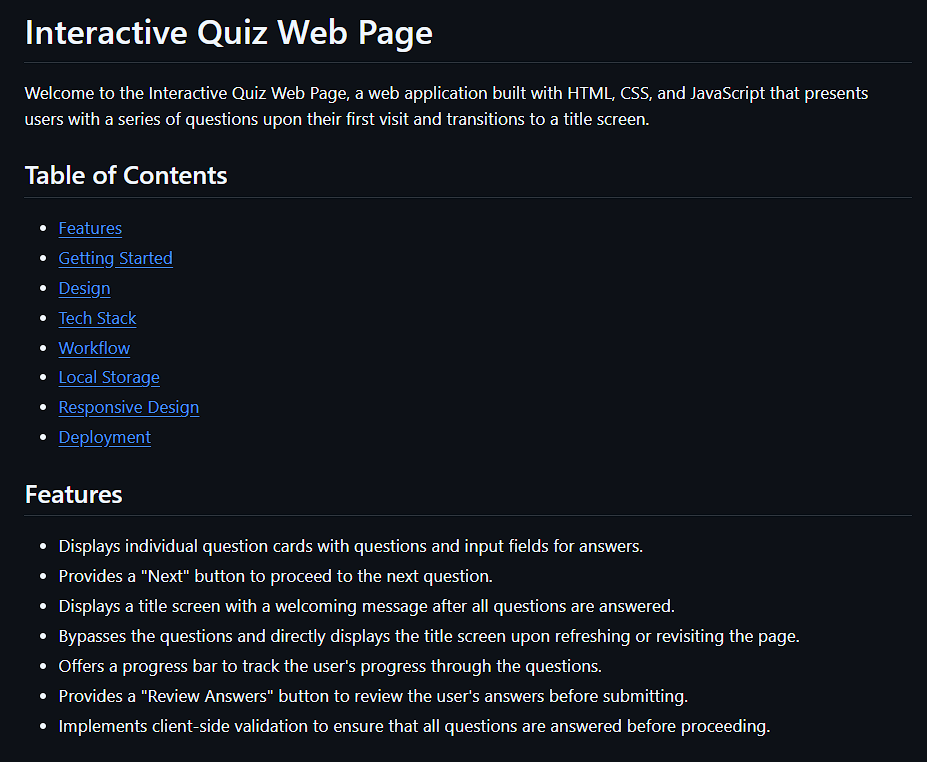 Interactive Quiz Web Page
Welcome to the Interactive Quiz Web Page, a web application built with HTML, CSS, and JavaScript that presents
users with a series of questions upon their first visit and transitions to a title screen.
Table of Contents
Features
Getting Started
Design
Tech Stack
Workflow
Local Storage
Responsive Design
Deployment
Features
Displays individual question cards with questions and input fields for answers.
Provides a "Next" button to proceed to the next question.
Displays a title screen with a welcoming message after all questions are answered.
Bypasses the questions and directly displays the title screen upon refreshing or revisiting the page.
Offers a progress bar to track the user's progress through the questions.
Provides a "Review Answers" button to review the user's answers before submitting.
Implements client-side validation to ensure that all questions are answered before proceeding.